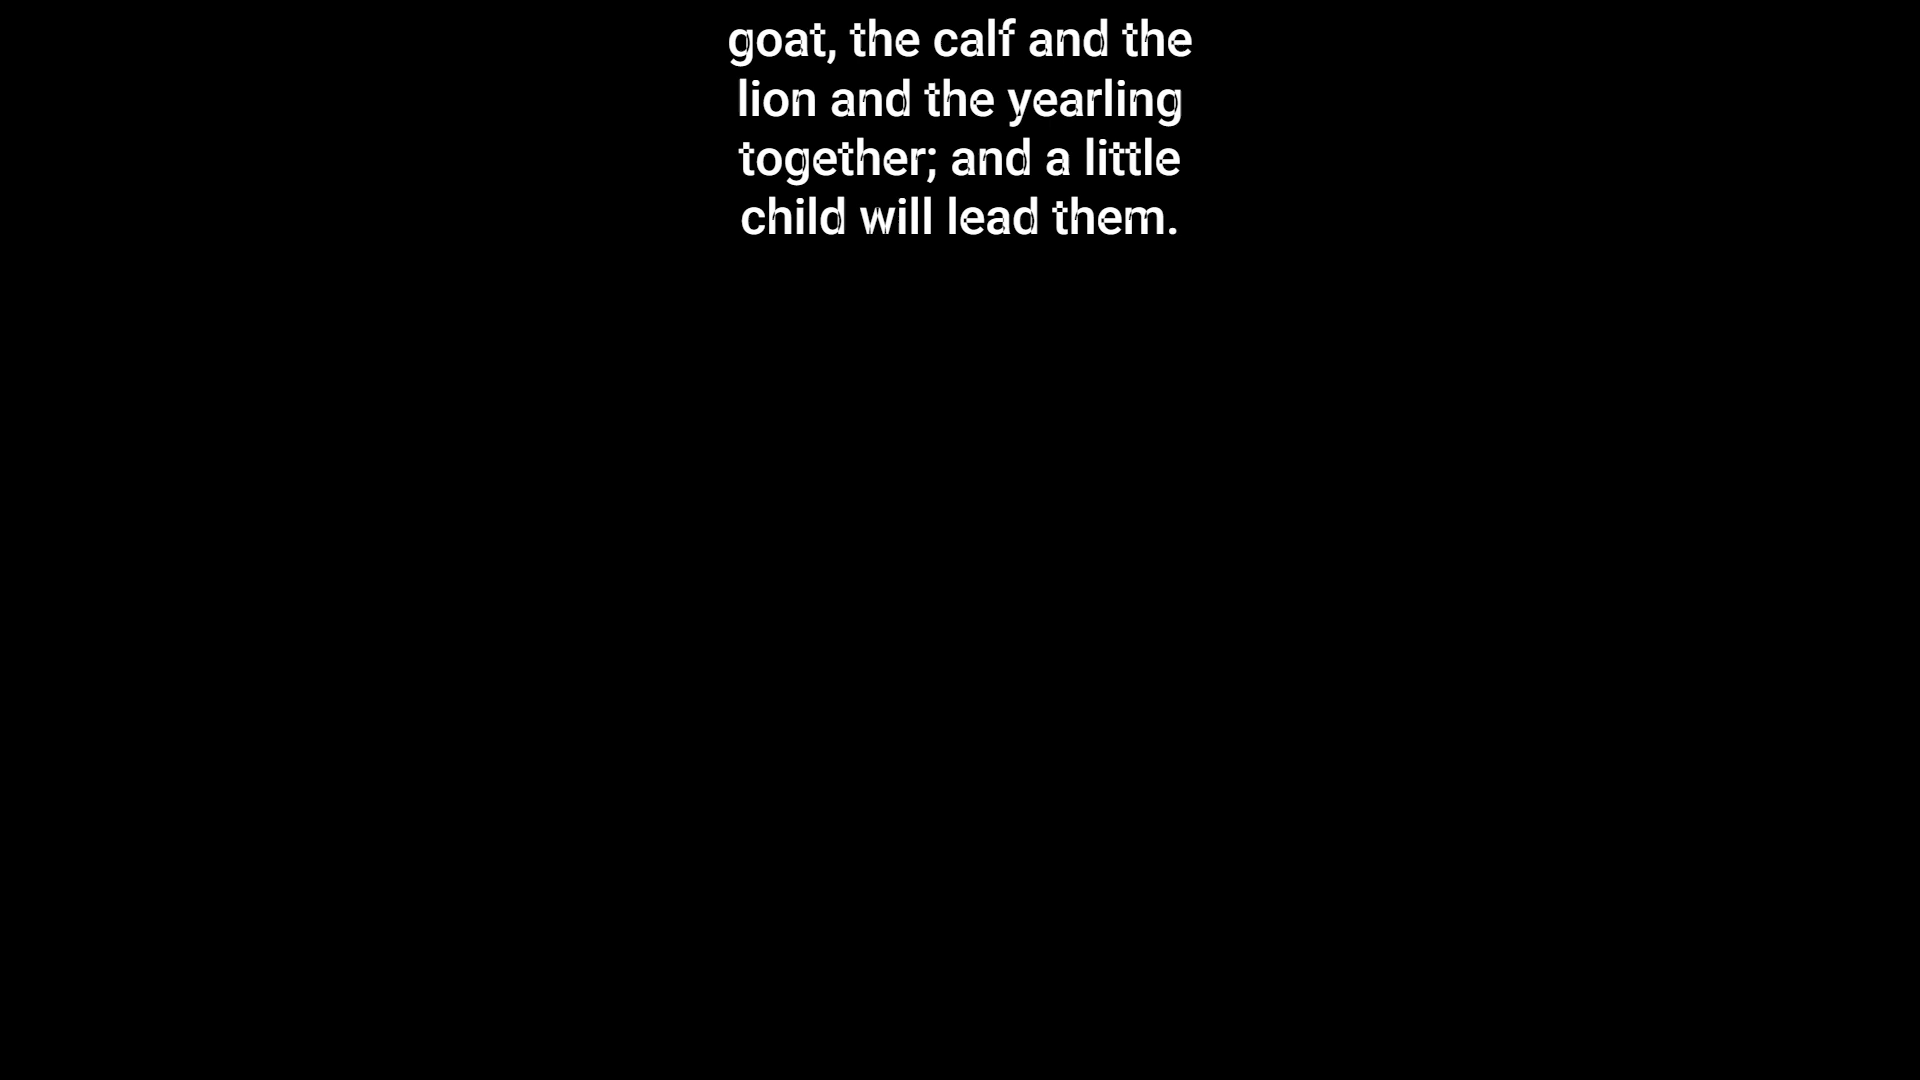 goat, the calf and the
lion and the yearling
together; and a little
child will lead them.